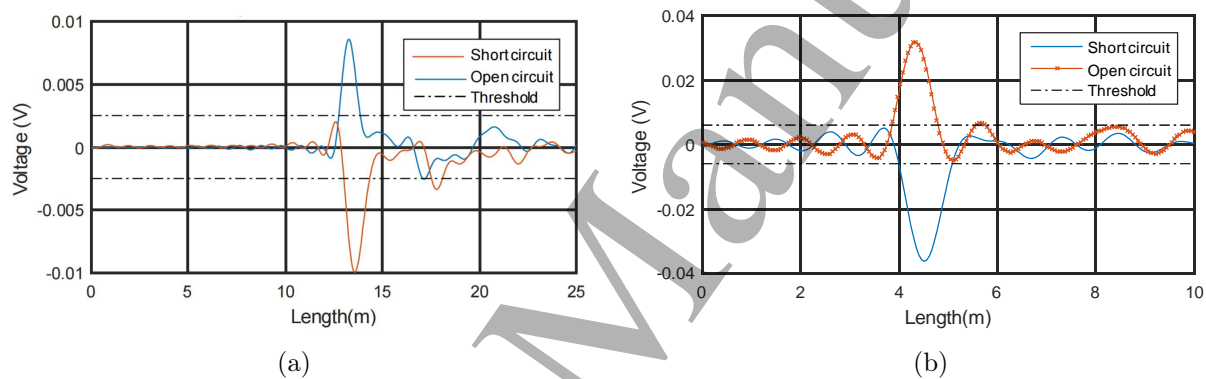 0.01
0.005
0
-0.005
-0.01
Voltage (V)
Short circuit
Open circuit
Threshold
0 5 10 15 20 25
Length(m)
(a)
0.04
0.02
0
-0.02
-0.04
Voltage (V)
Short circuit
Open circuit
Threshold
0 2 4 6 8 10
Length(m)
(b)